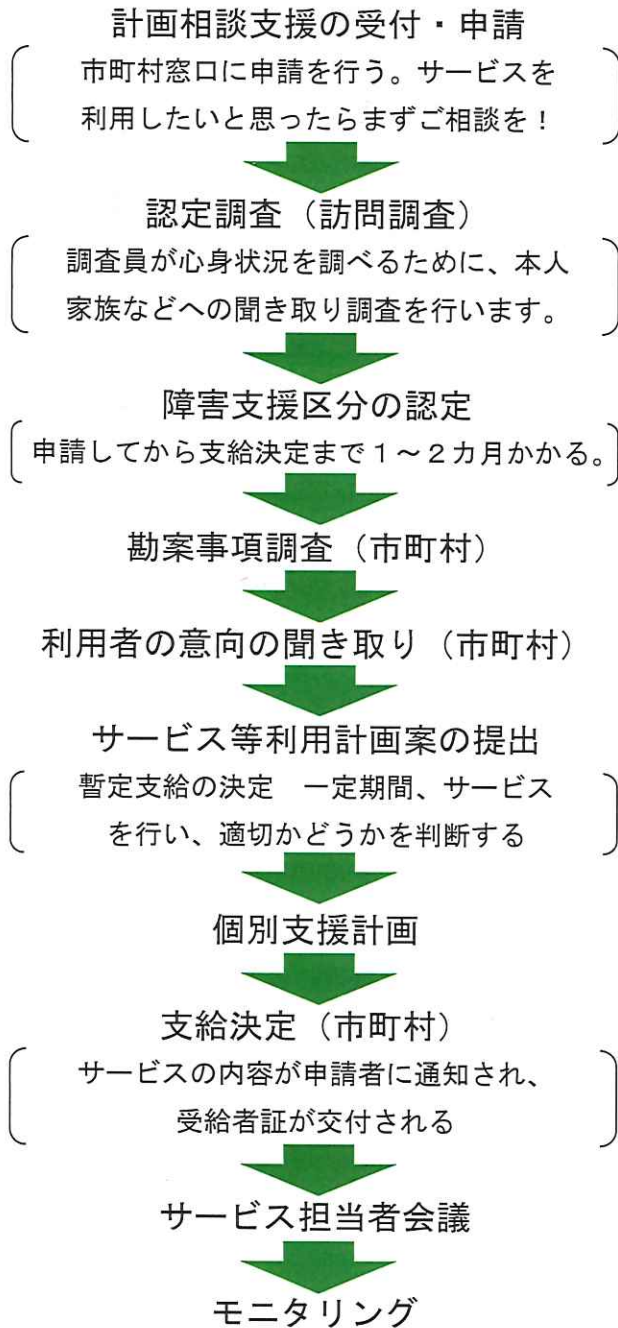 計画相談支援の受付・申請
市町村窓口に申請を行う。サービスを
利用したいと思ったらまずご相談を！
認定調査（訪問調査）
調査員が心身状況を調べるために、本人
家族などへの聞き取り調査を行います。
障害支援区分の認定
申請してから支給決定まで１～２カ月かかる。
勘案事項調査（市町村）
利用者の意向の聞き取り（市町村）
サービス等利用計画案の提出
暫定支給の決定　一定期間、サービス
を行い、適切かどうかを判断する
個別支援計画
支給決定（市町村）
サービスの内容が申請者に通知され、
受給者証が交付される
サービス担当者会議
モニタリング